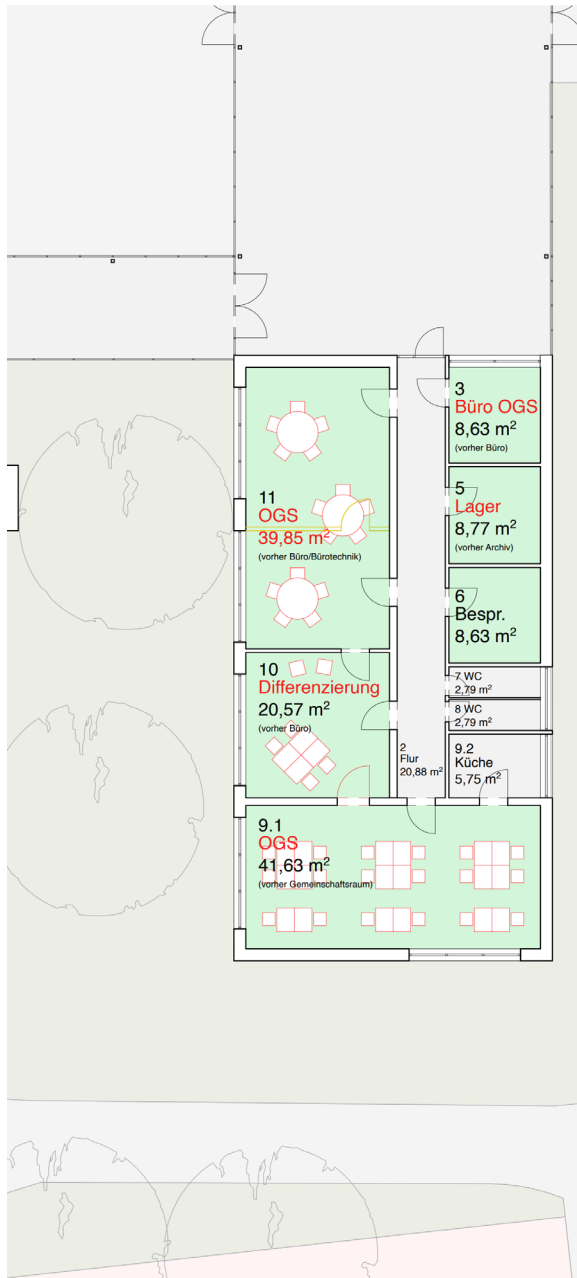 3
Büro OGS
8,63 m²
(vorher Büro)
5
Lager
8,77 m²
(vorher Archiv)
11
OGS
39,85 m²
(vorher Büro/Bürotechnik)
6
Bespr.
8,63 m²
10
Differenzierung
20,57 m²
(vorher Büro)
7 WC
2,79 m²
8 WC
2,79 m²
2
Flur
20,88 m²
9.2
Küche
5,75 m²
9.1
OGS
41,63 m²
(vorher Gemeinschaftsraum)